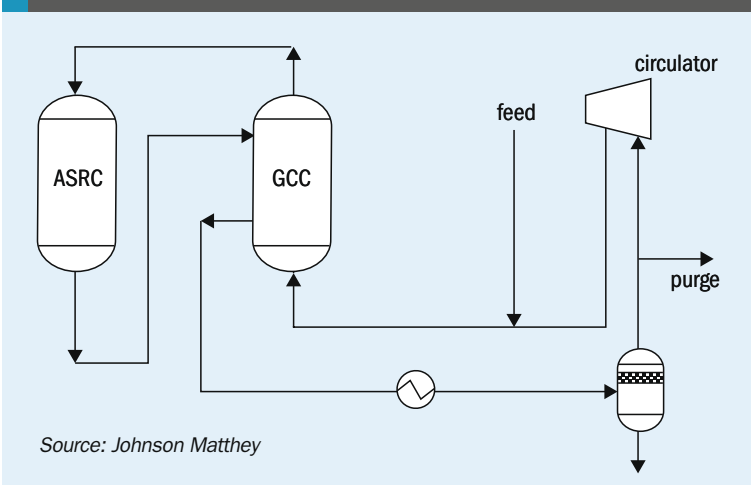 circulator
feed
ASRC
GCC
purge
Source: Johnson Matthey